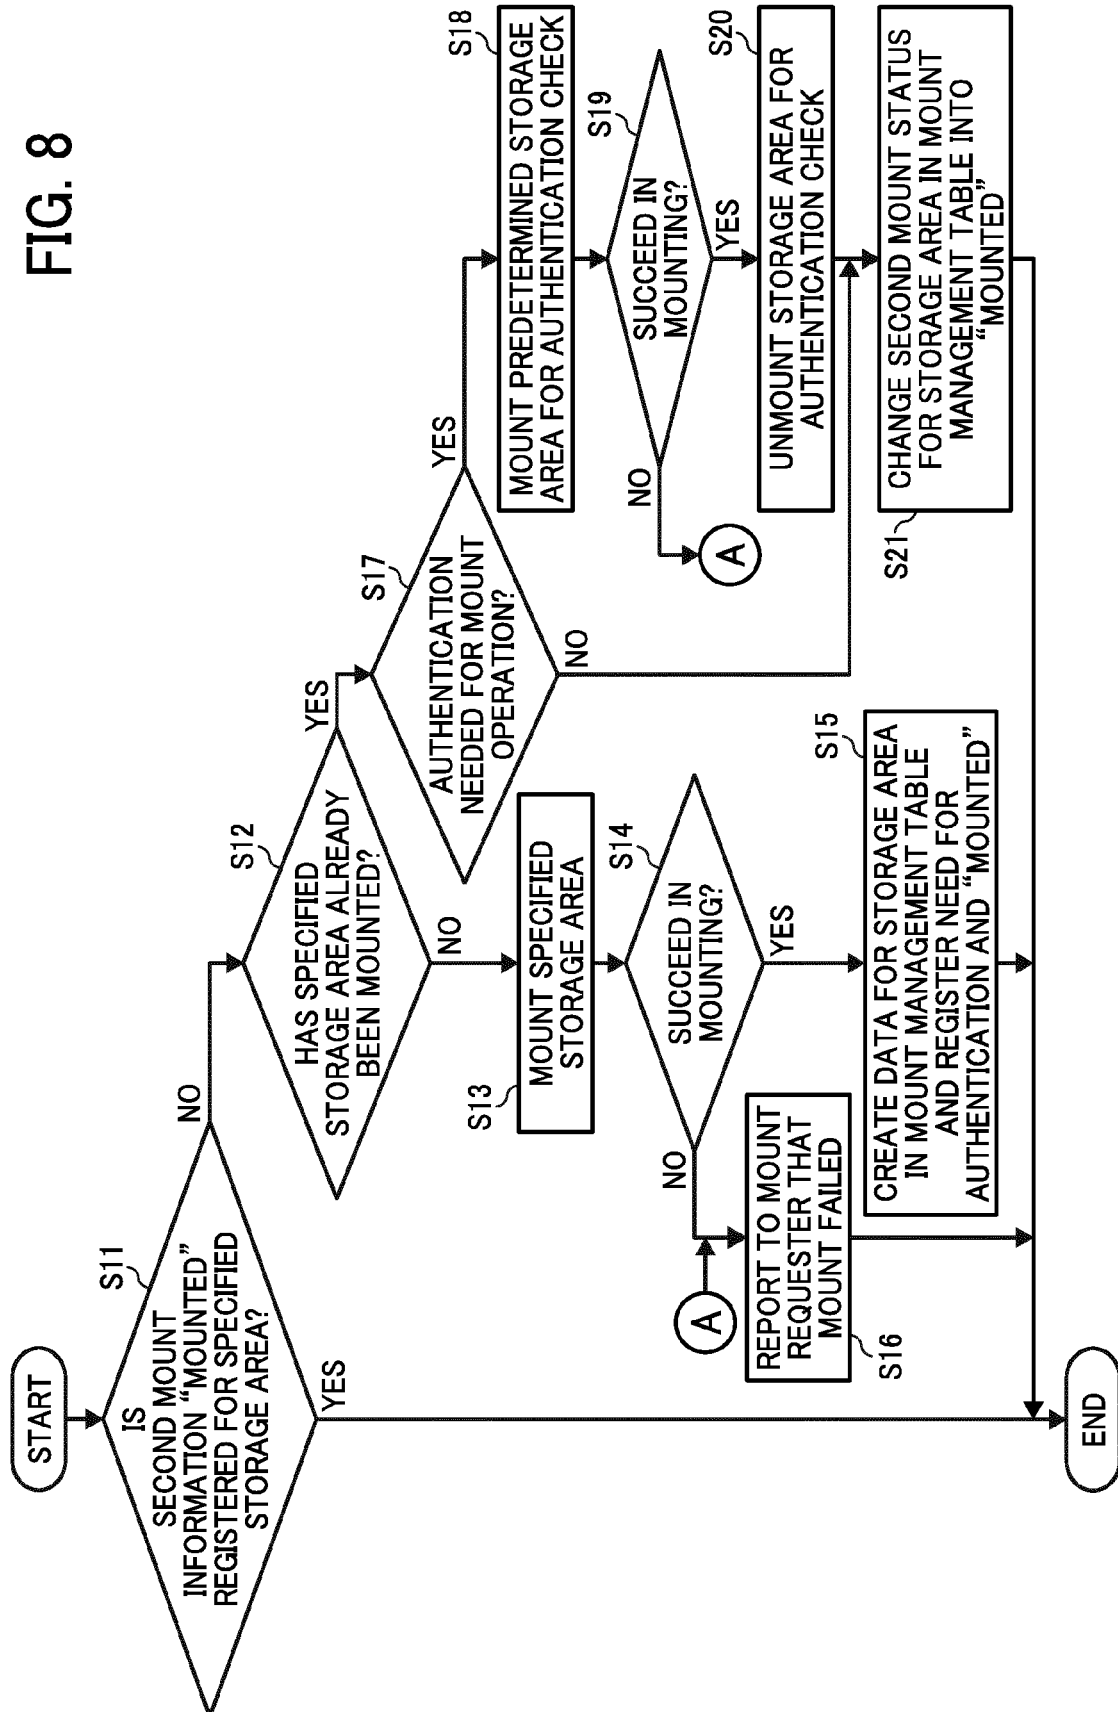 FIG. 8
START
S11
IS
SECOND MOUNT
INFORMATION “MOUNTED”
REGISTERED FOR SPECIFIED
STORAGE AREA?
NO
YES
S12
HAS SPECIFIED
STORAGE AREA ALREADY
BEEN MOUNTED?
YES
NO
S13
MOUNT SPECIFIED
STORAGE AREA
S14
SUCCEED IN
MOUNTING?
NO
YES
A
S15
CREATE DATA FOR STORAGE AREA
IN MOUNT MANAGEMENT TABLE
AND REGISTER NEED FOR
AUTHENTICATION AND “MOUNTED”
REPORT TO MOUNT
REQUESTER THAT
MOUNT FAILED
S16
S17
AUTHENTICATION
NEEDED FOR MOUNT
OPERATION?
YES
NO
S18
MOUNT PREDETERMINED STORAGE
AREA FOR AUTHENTICATION CHECK
S19
SUCCEED IN
MOUNTING?
NO
YES
A
S20
UNMOUNT STORAGE AREA FOR
AUTHENTICATION CHECK
S21
CHANGE SECOND MOUNT STATUS
FOR STORAGE AREA IN MOUNT
MANAGEMENT TABLE INTO
“MOUNTED”
END